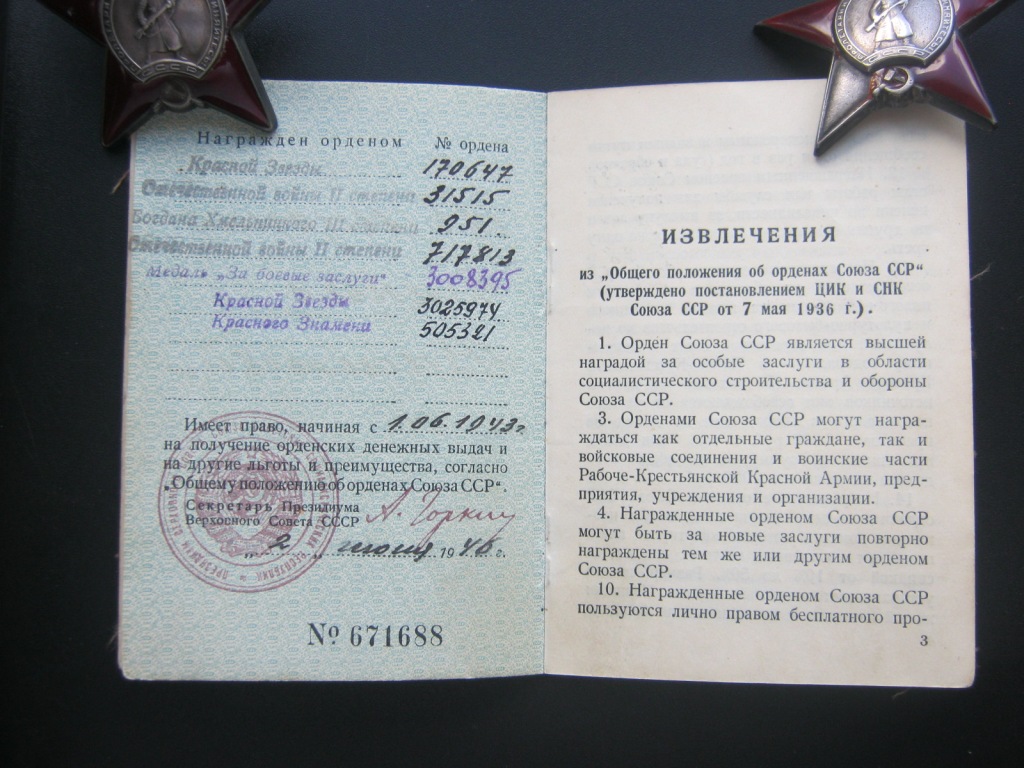 Награжден орденом № ордена
Красной Звезды 170647
Отечественной войны II степени 31515
Богдана Хмельницкого III степени 951.
Отечественной войны II степени 717813
Медаль „За боевые заслуги“ 3008395
Красной Звезды 3025974
Красного Знамени 505321
Имеет право, начиная с 1.06.1943г
на получение орденских денежных выдач и
на другие льготы и преимущества, согласно
„Общему положению об орденах Союза ССР“.
Секретарь Президиума
Верховного Совета СССР А. Горкин
„2„ июля 1946 г.
№ 671688
ИЗВЛЕЧЕНИЯ
из „Общего положения об орденах Союза ССР“
(утверждено постановлением ЦИК и СНК
Союза ССР от 7 мая 1936 г.).
1. Орден Союза ССР является высшей
наградой за особые заслуги в области
социалистического строительства и обороны
Союза ССР.
3. Орденами Союза ССР могут награ-
ждаться как отдельные граждане, так и
войсковые соединения и воинские части
Рабоче-Крестьянской Красной Армии, пред-
приятия, учреждения и организации.
4. Награжденные орденом Союза ССР
могут быть за новые заслуги повторно
награждены тем же или другим орденом
Союза ССР.
10. Награжденные орденом Союза ССР
пользуются лично правом бесплатного про-
3